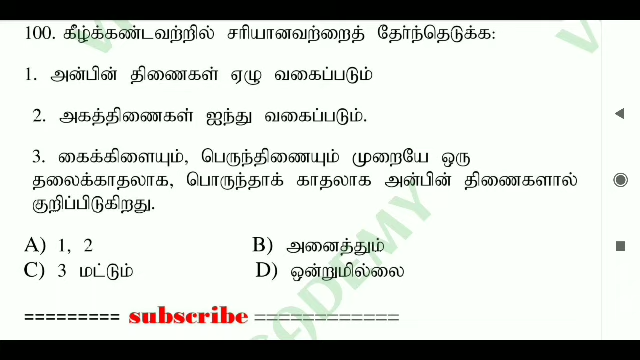 100. கீழ்க்கண்டவற்றில் சரியானவற்றைத் தேர்ந்தெடுக்க:
1. அன்பின் திணைகள் ஏழு வகைப்படும்
2. அகத்திணைகள் ஐந்து வகைப்படும்.
3. கைக்கிளையும், பெருந்திணையும் முறையே ஒரு
தலைக்காதலாக, பொருந்தாக் காதலாக அன்பின் திணைகளால்
குறிப்பிடுகிறது.
A) 1, 2 B) அனைத்தும்
C) 3 மட்டும் D) ஒன்றுமில்லை
========= subscribe ============